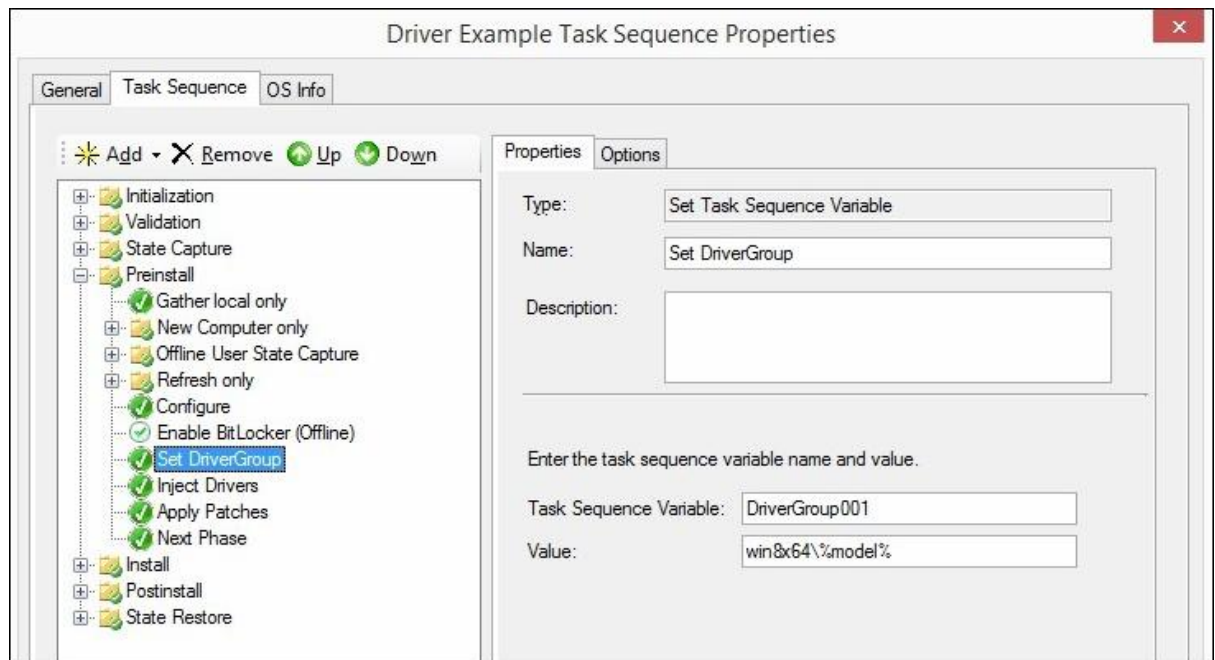 Driver Example Task Sequence Properties
General Task Sequence OS Info
Add Remove Up Down
Initialization
Validation
State Capture
Preinstall
Gather local only
New Computer only
Offline User State Capture
Refresh only
Configure
Enable BitLocker (Offline)
Set DriverGroup
Inject Drivers
Apply Patches
Next Phase
Install
Postinstall
State Restore
Properties Options
Type: Set Task Sequence Variable
Name: Set DriverGroup
Description:
Enter the task sequence variable name and value.
Task Sequence Variable: DriverGroup001
Value: win8x64\%model%